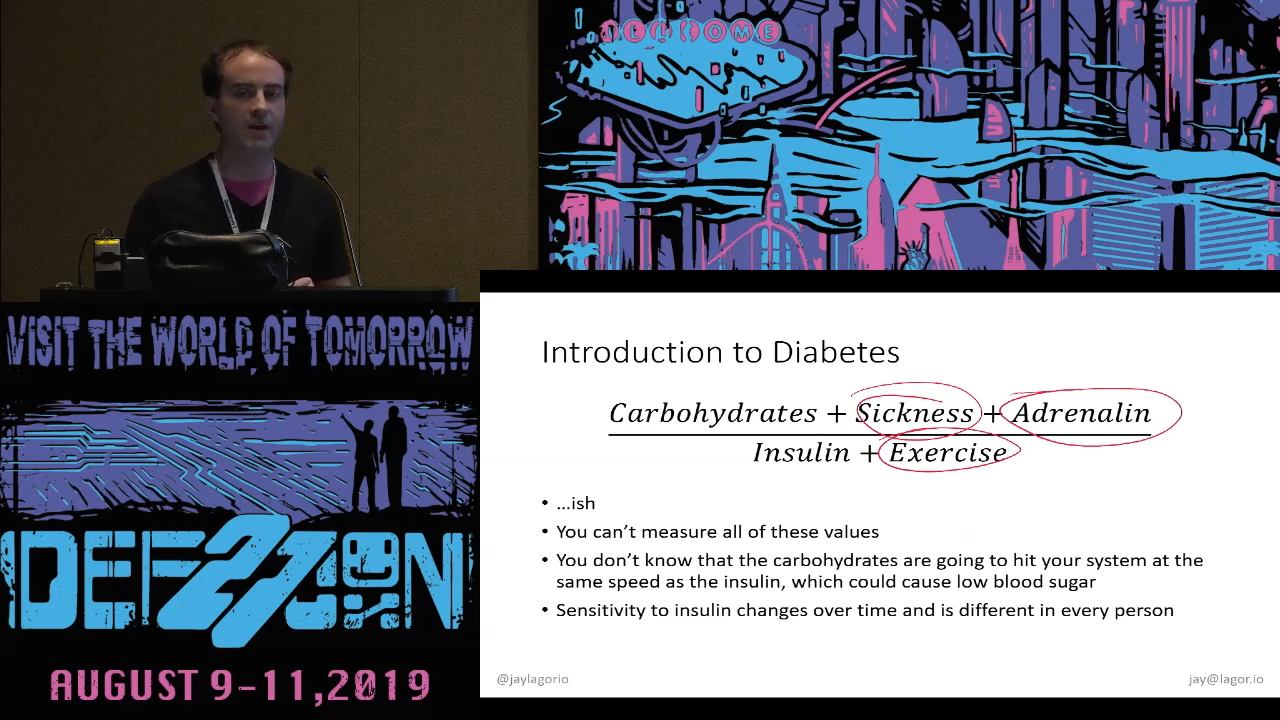 WELCOME
VISIT THE WORLD OF TOMORROW
DEF CON
27
AUGUST 9-11,2019
Introduction to Diabetes
Carbohydrates + Sickness + Adrenalin
Insulin + Exercise
• ...ish
• You can't measure all of these values
• You don't know that the carbohydrates are going to hit your system at the
same speed as the insulin, which could cause low blood sugar
• Sensitivity to insulin changes over time and is different in every person
@jaylagorio
jay@lagor.io